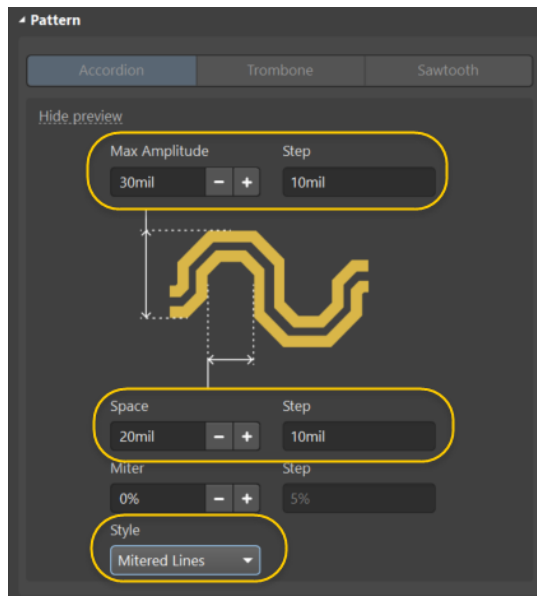 Pattern
Accordion Trombone Sawtooth
Hide preview
Max Amplitude Step
30mil − + 10mil
Space Step
20mil − + 10mil
Miter Step
0% − + 5%
Style
Mitered Lines